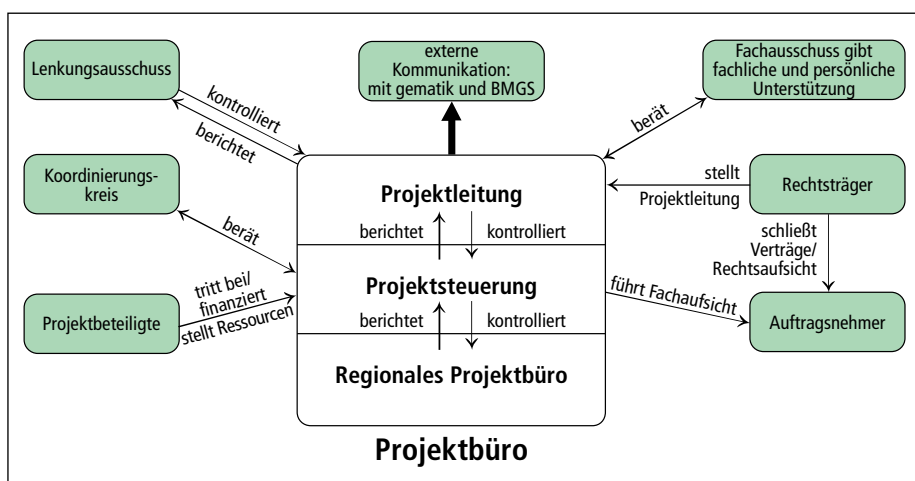 Lenkungsausschuss
externe
Kommunikation:
mit gematik und BMGS
Fachausschuss gibt
fachliche und persönliche
Unterstützung
kontrolliert
berichtet
berät
Koordinierungs-
kreis
berät
Projektleitung
berichtet
kontrolliert
stellt
Projektleitung
Rechtsträger
schließt
Verträge/
Rechtsaufsicht
Projektbeteiligte
tritt bei/
finanziert
stellt Ressourcen
Projektsteuerung
berichtet
kontrolliert
führt Fachaufsicht
Auftragsnehmer
Regionales Projektbüro
Projektbüro